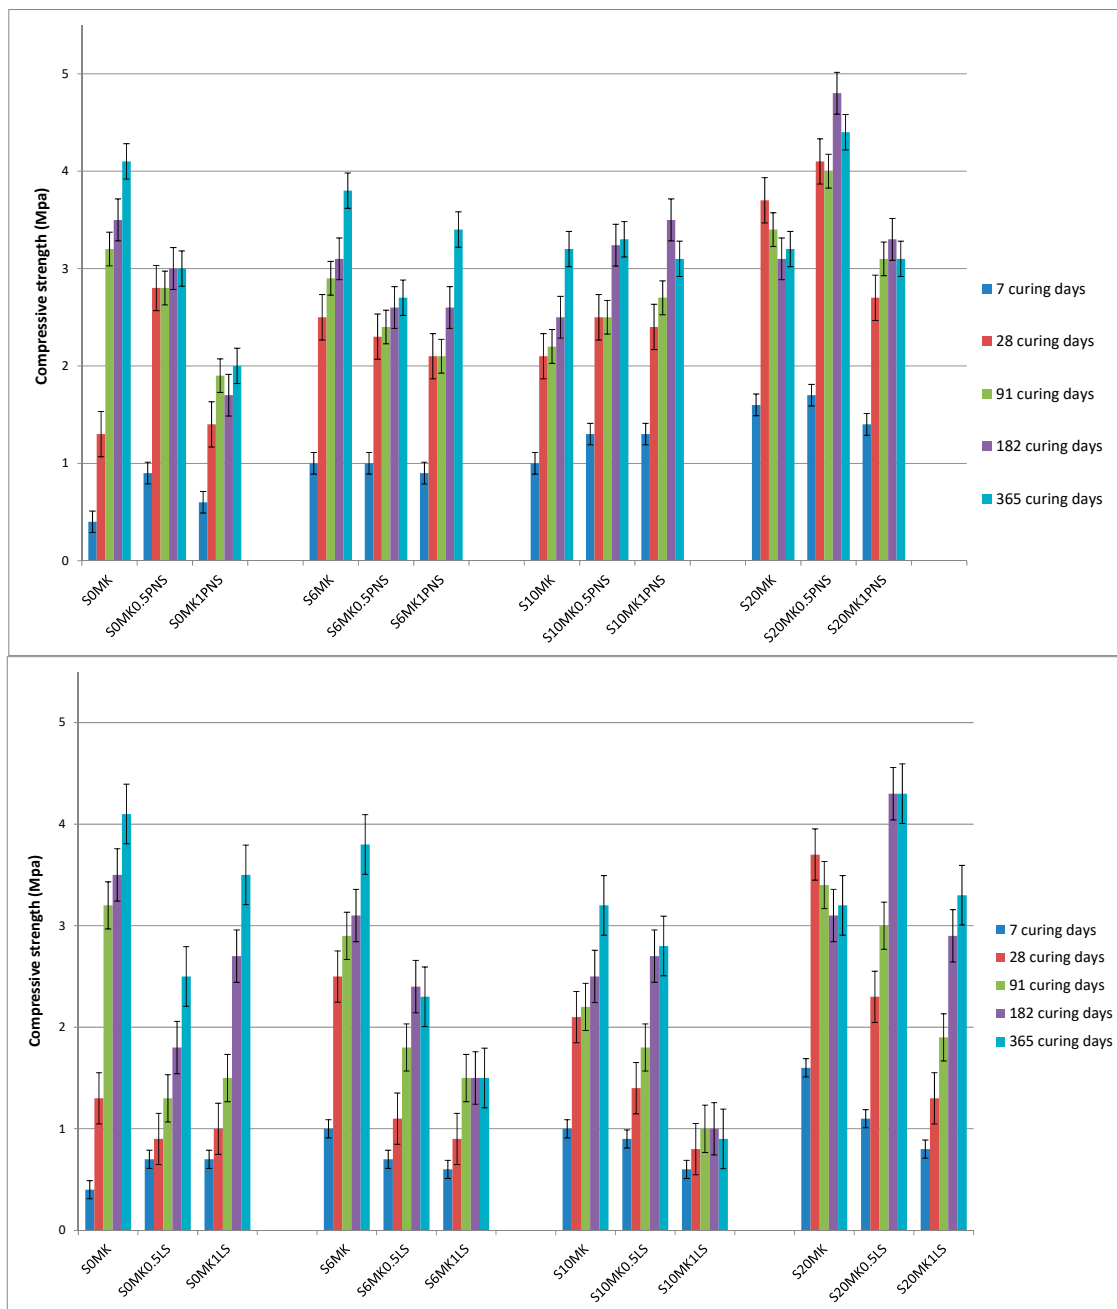 5
4
3
2
1
0
Compressive strength (Mpa)
S0MK
S0MK0.5PNS
S0MK1PNS
S6MK
S6MK0.5PNS
S6MK1PNS
S10MK
S10MK0.5PNS
S10MK1PNS
S20MK
S20MK0.5PNS
S20MK1PNS
7 curing days
28 curing days
91 curing days
182 curing days
365 curing days
5
4
3
2
1
0
Compressive strength (Mpa)
S0MK
S0MK0.5LS
S0MK1LS
S6MK
S6MK0.5LS
S6MK1LS
S10MK
S10MK0.5LS
S10MK1LS
S20MK
S20MK0.5LS
S20MK1LS
7 curing days
28 curing days
91 curing days
182 curing days
365 curing days